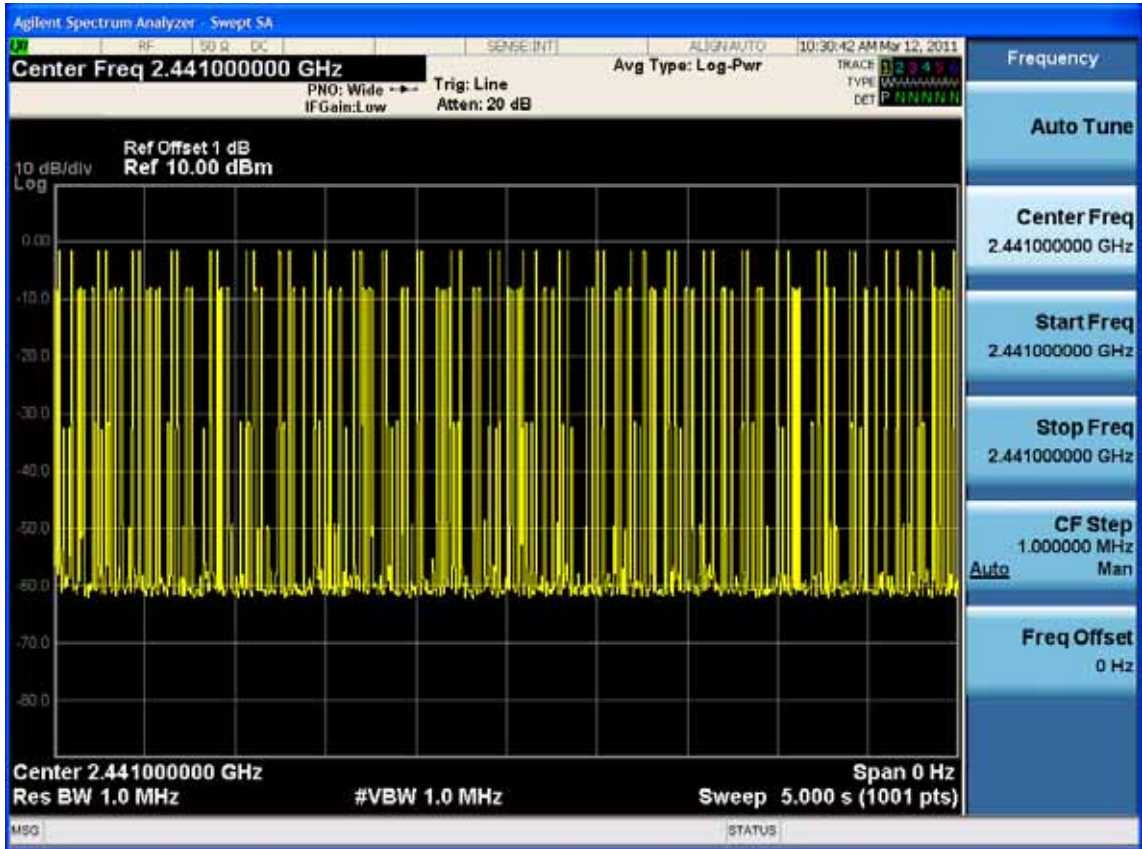 Agilent Spectrum Analyzer - Swept SA
RF 50 Ω DC SENSE:INT ALIGN AUTO 10:30:42 AM Mar 12, 2011
Center Freq 2.441000000 GHz
PNO: Wide
IFGain:Low
Trig: Line
Atten: 20 dB
Avg Type: Log-Pwr
TRACE 1 2 3 4 5 6
TYPE
DET P N N N N N
Ref Offset 1 dB
10 dB/div Ref 10.00 dBm
Log
0.00
-10.0
-20.0
-30.0
-40.0
-50.0
-60.0
-70.0
-80.0
Center 2.441000000 GHz
Span 0 Hz
Res BW 1.0 MHz
#VBW 1.0 MHz
Sweep 5.000 s (1001 pts)
MSG
STATUS
Frequency
Auto Tune
Center Freq
2.441000000 GHz
Start Freq
2.441000000 GHz
Stop Freq
2.441000000 GHz
CF Step
1.000000 MHz
Auto Man
Freq Offset
0 Hz